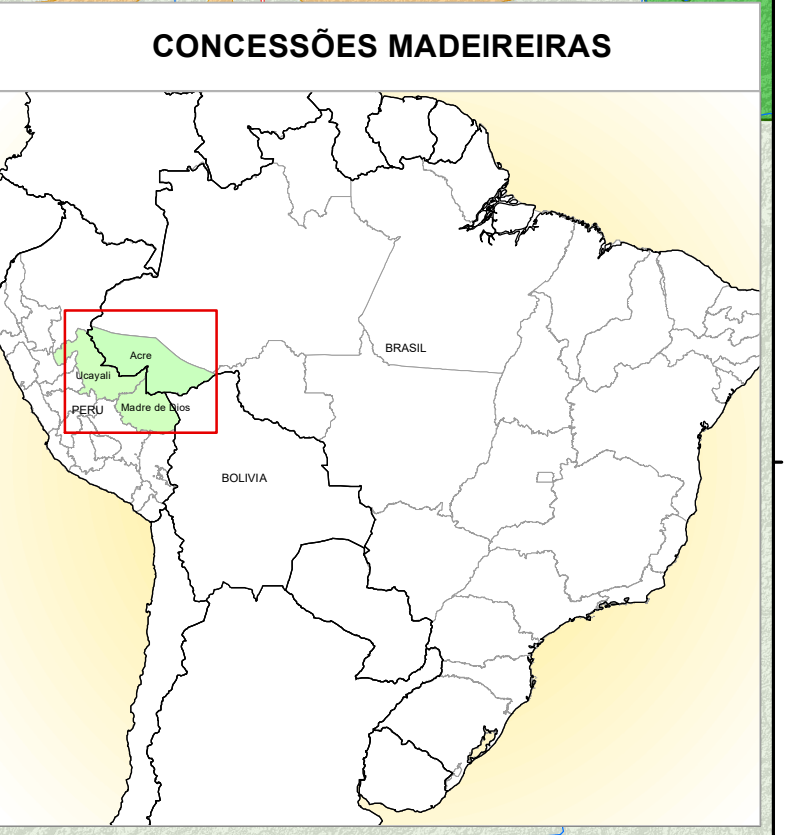 CONCESSÕES MADEIREIRAS
BRASIL
Acre
Ucayali
PERU
Madre de Dios
BOLIVIA